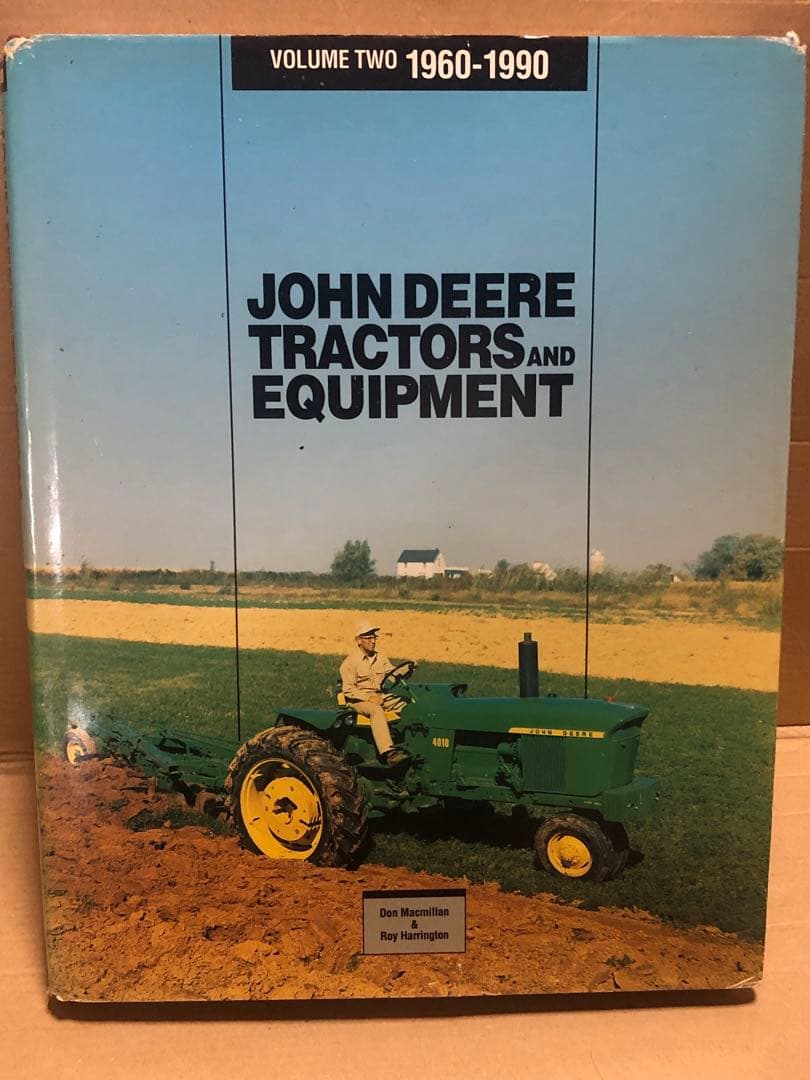 VOLUME TWO 1960-1990
JOHN DEERE
TRACTORS AND
EQUIPMENT
4010
JOHN DEERE
Don Macmillan
&
Roy Harrington